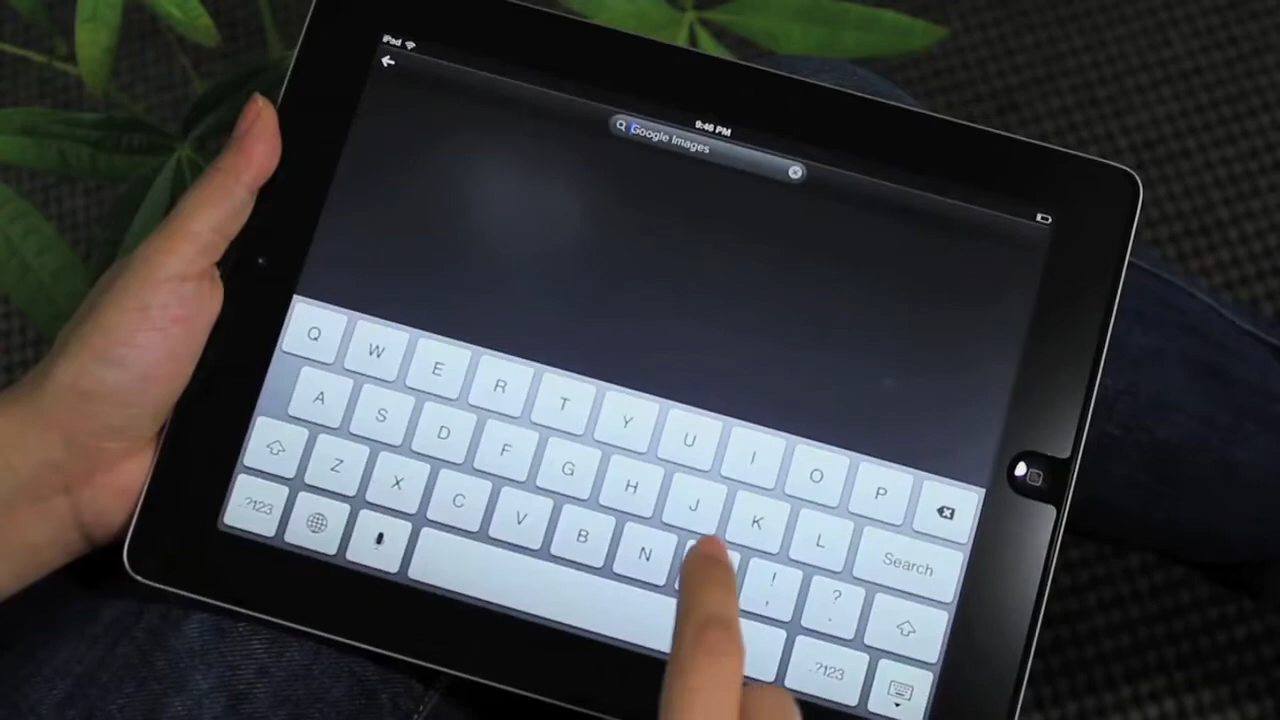 iPad
9:46 PM
Google Images
Q W E R T Y U I O P
A S D F G H J K L Search
Z X C V B N ! , ? .
.?123 .?123